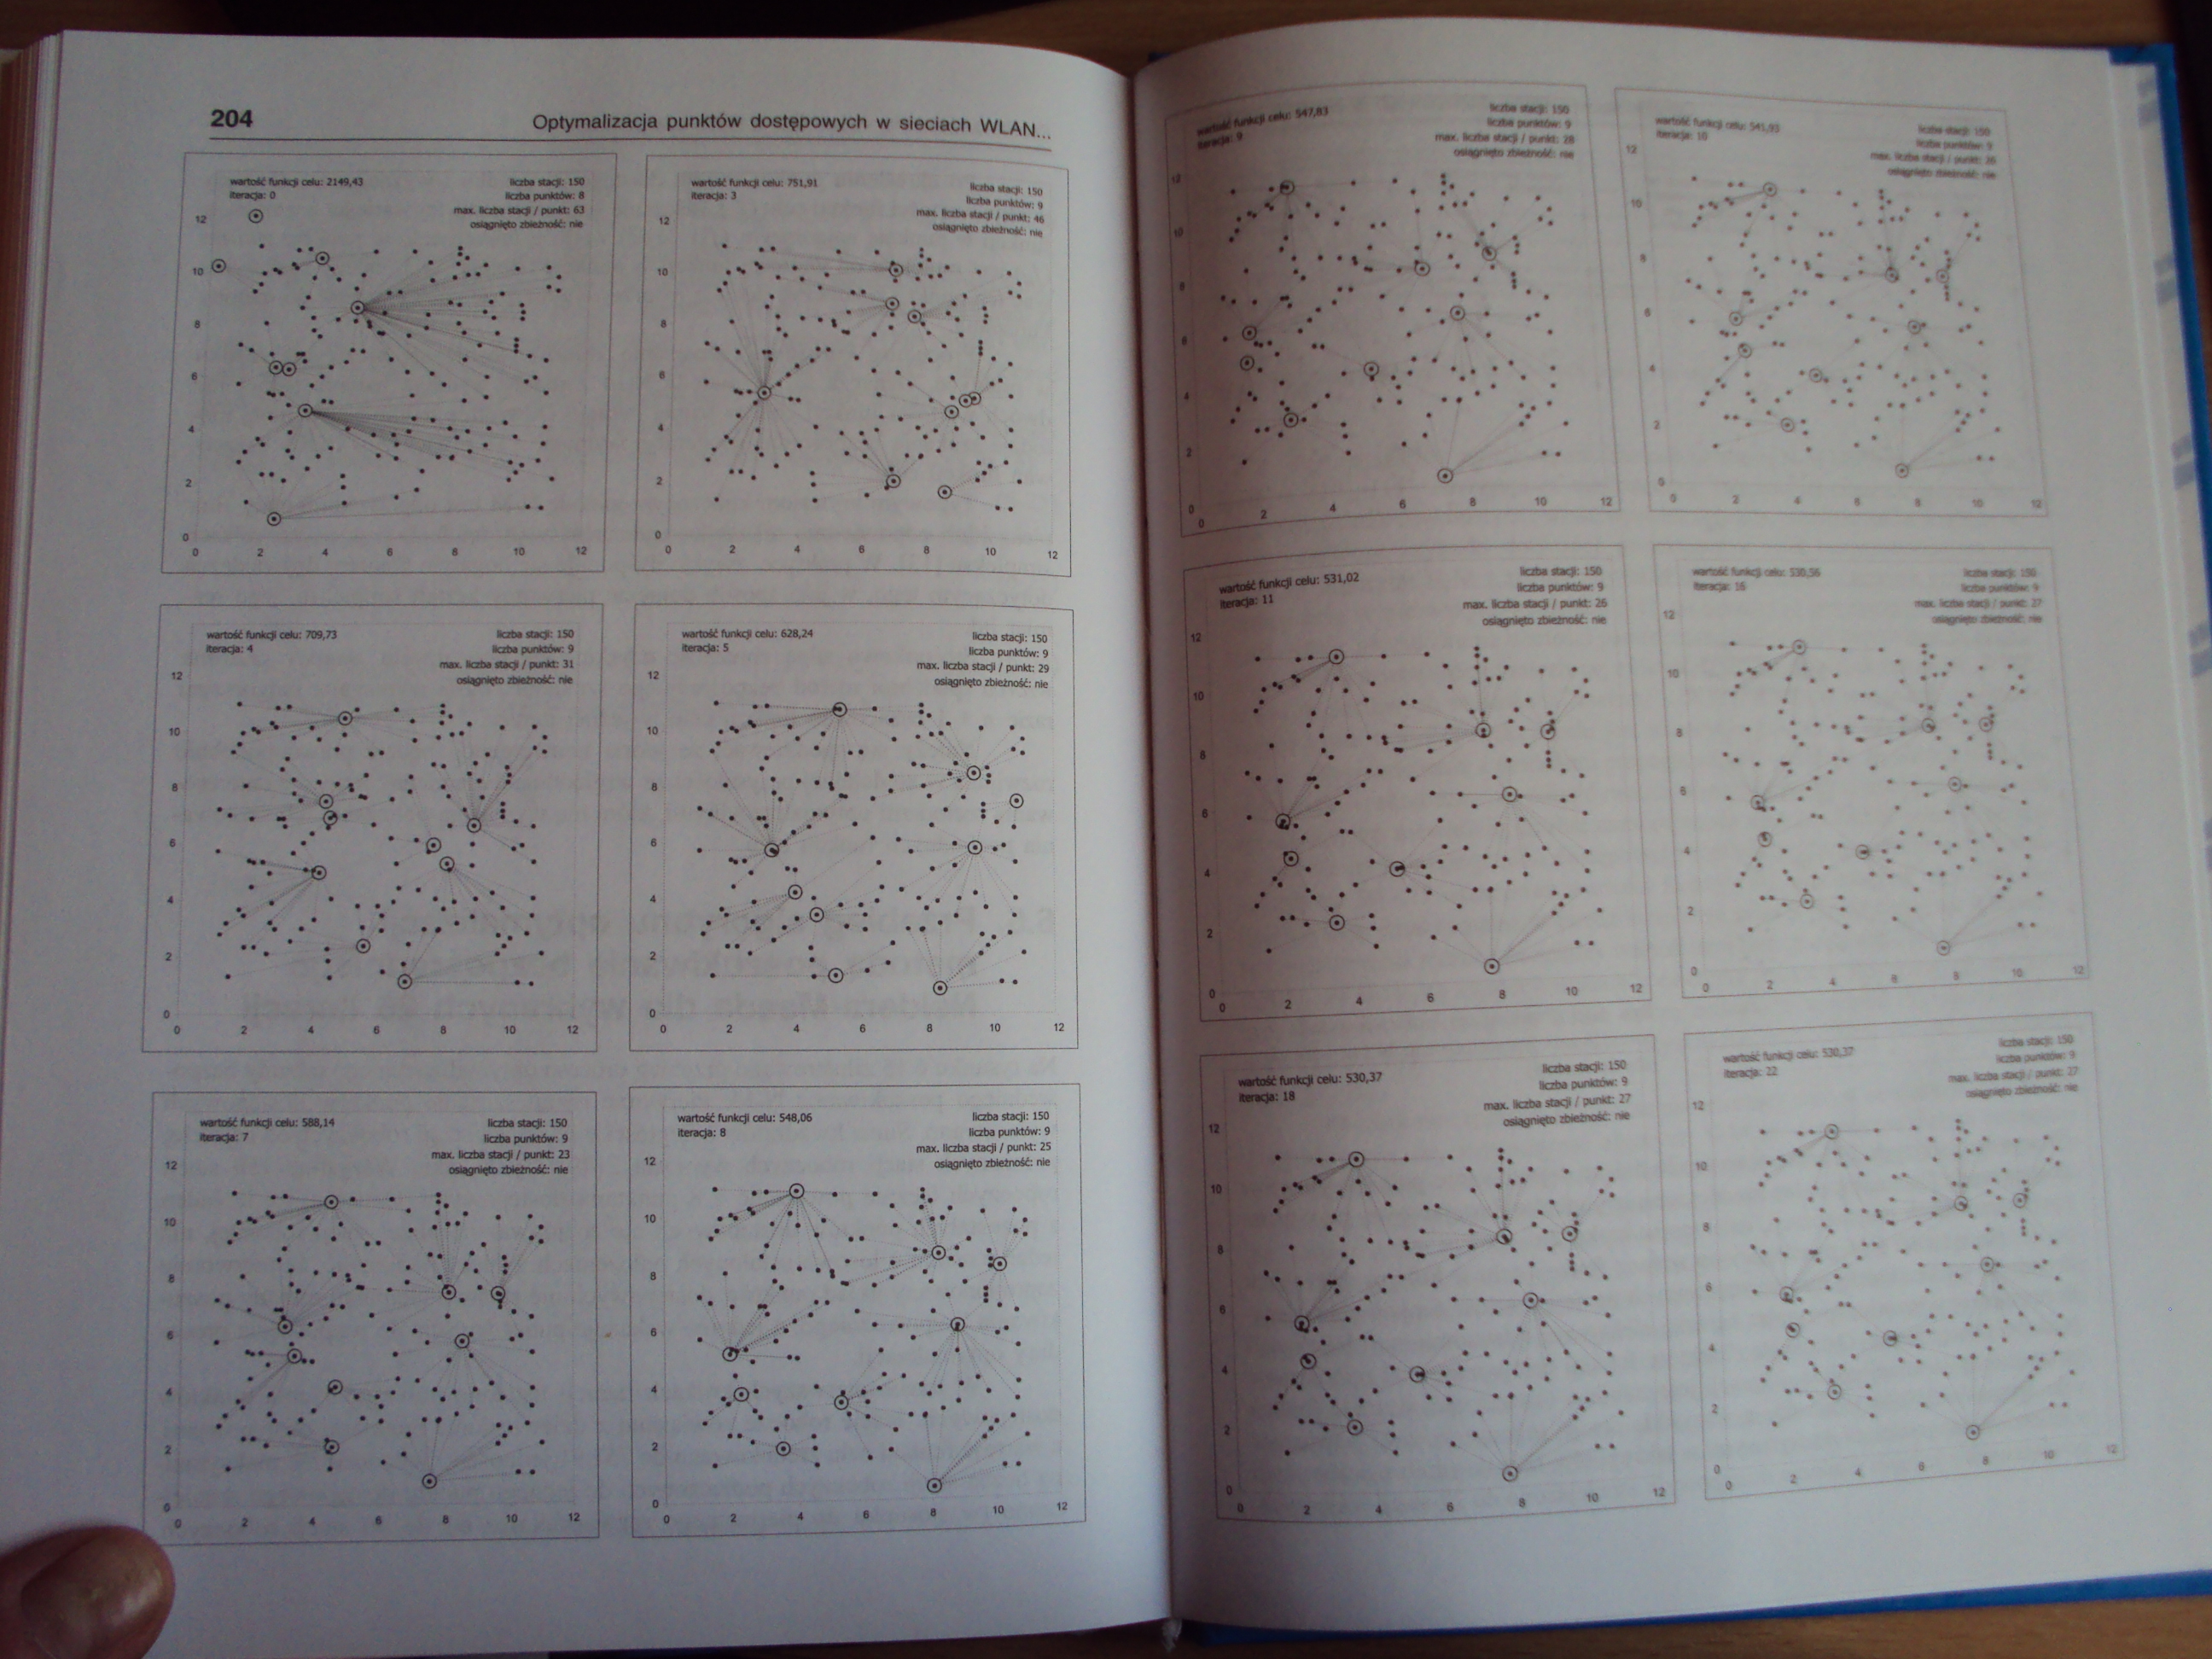 204
Optymalizacja punktów dostępowych w sieciach WLAN...
wartość funkcji celu: 2149,43
iteracja: 0
liczba stacji: 150
liczba punktów: 8
max. liczba stacji / punkt: 63
osiągnięto zbieżność: nie
12
10
8
6
4
2
0
0 2 4 6 8 10 12
wartość funkcji celu: 751,91
iteracja: 3
liczba stacji: 150
liczba punktów: 9
max. liczba stacji / punkt: 46
osiągnięto zbieżność: nie
12
10
8
6
4
2
0
0 2 4 6 8 10 12
wartość funkcji celu: 709,73
iteracja: 4
liczba stacji: 150
liczba punktów: 9
max. liczba stacji / punkt: 31
osiągnięto zbieżność: nie
12
10
8
6
4
2
0
0 2 4 6 8 10 12
wartość funkcji celu: 628,24
iteracja: 5
liczba stacji: 150
liczba punktów: 9
max. liczba stacji / punkt: 29
osiągnięto zbieżność: nie
12
10
8
6
4
2
0
0 2 4 6 8 10 12
wartość funkcji celu: 588,14
iteracja: 7
liczba stacji: 150
liczba punktów: 9
max. liczba stacji / punkt: 23
osiągnięto zbieżność: nie
12
10
8
6
4
2
0
0 2 4 6 8 10 12
wartość funkcji celu: 548,06
iteracja: 8
liczba stacji: 150
liczba punktów: 9
max. liczba stacji / punkt: 25
osiągnięto zbieżność: nie
12
10
8
6
4
2
0
0 2 4 6 8 10 12
wartość funkcji celu: 547,83
iteracja: 9
liczba stacji: 150
liczba punktów: 9
max. liczba stacji / punkt: 28
osiągnięto zbieżność: nie
12
10
8
6
4
2
0
0 2 4 6 8 10 12
wartość funkcji celu: 541,93
iteracja: 10
liczba stacji: 150
liczba punktów: 9
max. liczba stacji / punkt: 26
osiągnięto zbieżność: nie
12
10
8
6
4
2
0
0 2 4 6 8 10 12
wartość funkcji celu: 531,02
iteracja: 11
liczba stacji: 150
liczba punktów: 9
max. liczba stacji / punkt: 26
osiągnięto zbieżność: nie
12
10
8
6
4
2
0
0 2 4 6 8 10 12
wartość funkcji celu: 530,56
iteracja: 16
liczba stacji: 150
liczba punktów: 9
max. liczba stacji / punkt: 27
osiągnięto zbieżność: nie
12
10
8
6
4
2
0
0 2 4 6 8 10 12
wartość funkcji celu: 530,37
iteracja: 18
liczba stacji: 150
liczba punktów: 9
max. liczba stacji / punkt: 27
osiągnięto zbieżność: nie
12
10
8
6
4
2
0
0 2 4 6 8 10 12
wartość funkcji celu: 530,37
iteracja: 22
liczba stacji: 150
liczba punktów: 9
max. liczba stacji / punkt: 27
osiągnięto zbieżność: nie
12
10
8
6
4
2
0
0 2 4 6 8 10 12